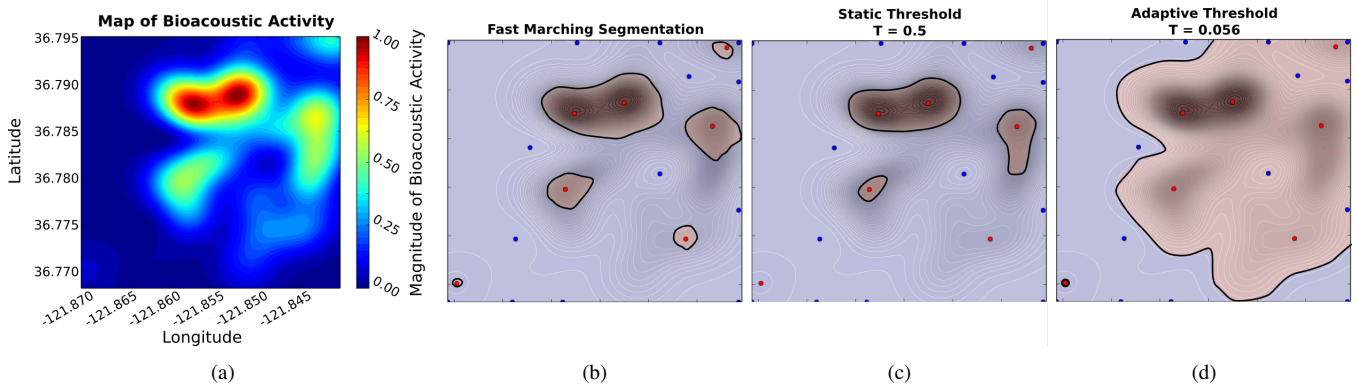 Map of Bioacoustic Activity
36.795
36.790
36.785
36.780
36.775
36.770
Latitude
-121.870
-121.865
-121.860
-121.855
-121.850
-121.845
Longitude
1.00
0.75
0.50
0.25
0.00
Magnitude of Bioacoustic Activity
(a)
Fast Marching Segmentation
(b)
Static Threshold
T = 0.5
(c)
Adaptive Threshold
T = 0.056
(d)